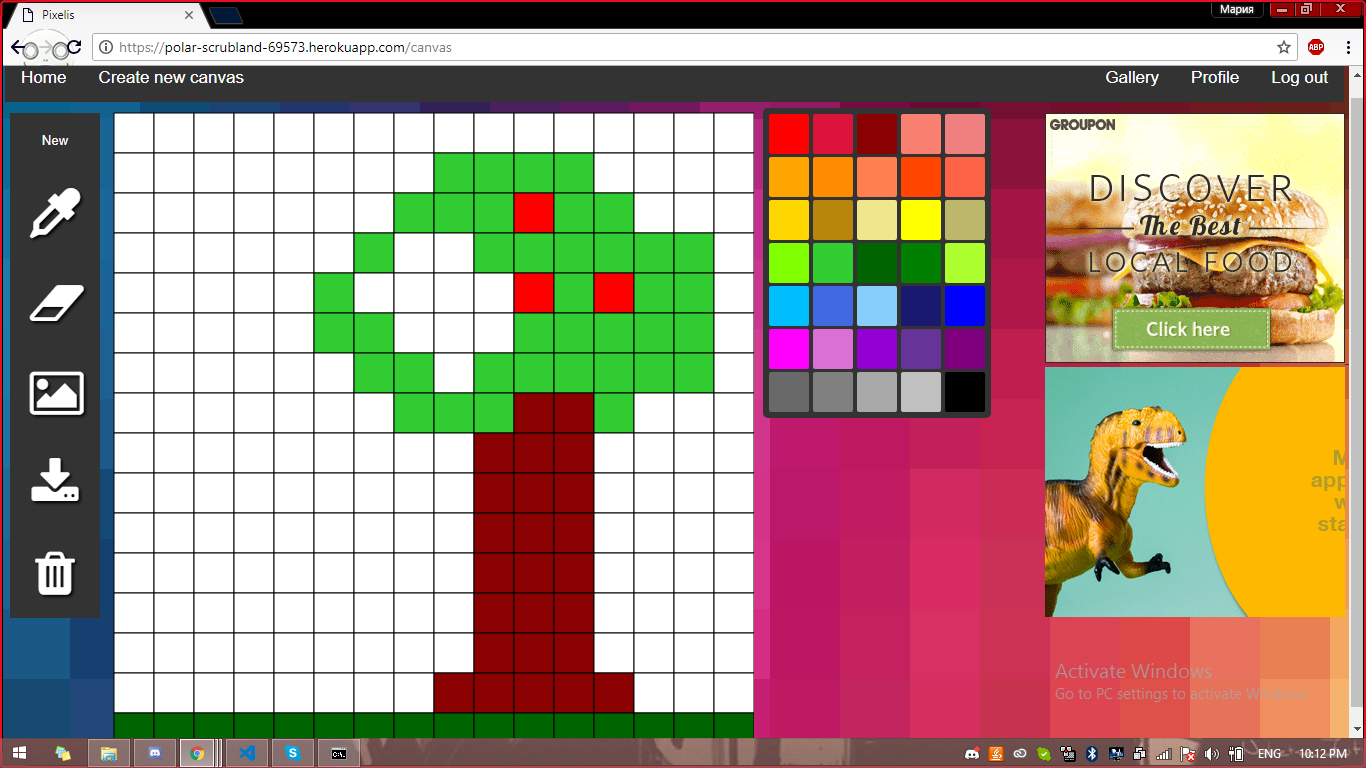 Pixelis
Мария
https://polar-scrubland-69573.herokuapp.com/canvas
ABP
Home
Create new canvas
Gallery
Profile
Log out
New
GROUPON
DISCOVER
The Best
LOCAL FOOD
Click here
M
app
w
sta
Activate Windows
Go to PC settings to activate Windows.
ENG
10:12 PM